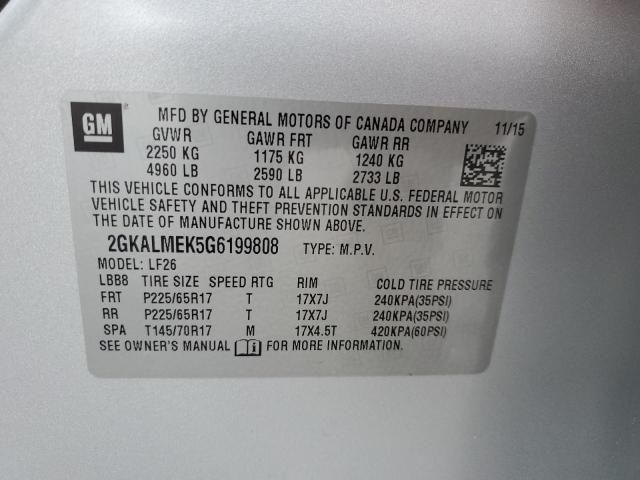 GM
MFD BY GENERAL MOTORS OF CANADA COMPANY 11/15
GVWR GAWR FRT GAWR RR
2250 KG 1175 KG 1240 KG
4960 LB 2590 LB 2733 LB
THIS VEHICLE CONFORMS TO ALL APPLICABLE U.S. FEDERAL MOTOR
VEHICLE SAFETY AND THEFT PREVENTION STANDARDS IN EFFECT ON
THE DATE OF MANUFACTURE SHOWN ABOVE.
2GKALMEK5G6199808 TYPE: M.P.V.
MODEL: LF26
LBB8 TIRE SIZE SPEED RTG RIM COLD TIRE PRESSURE
FRT P225/65R17 T 17X7J 240KPA(35PSI)
RR P225/65R17 T 17X7J 240KPA(35PSI)
SPA T145/70R17 M 17X4.5T 420KPA(60PSI)
SEE OWNER'S MANUAL FOR MORE INFORMATION.